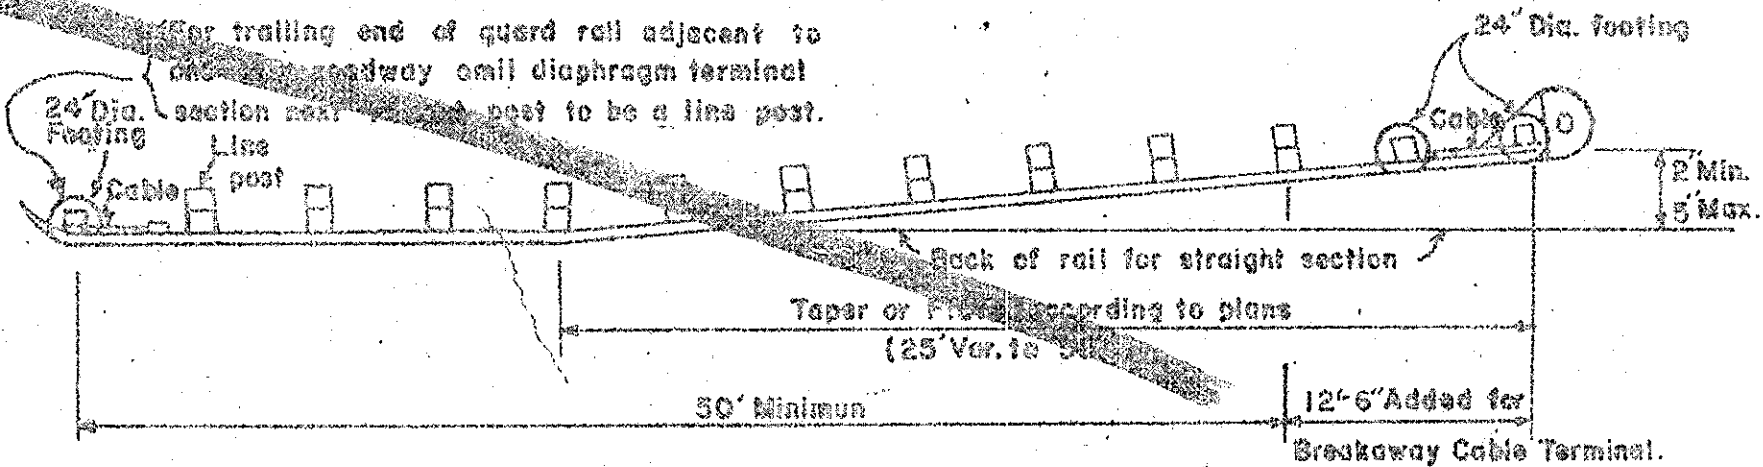 For trailing end of guard rail adjacent to
roadway omit diaphragm terminal
section next post to be a line post.
24" Dia. footing
24" Dia.
Footing
Line
post
Cable
Cable
2' Min.
5' Max.
Back of rail for straight section
Taper or according to plans
(25' Var. to
50' Minimun
12'-6" Added for
Breakaway Cable Terminal.